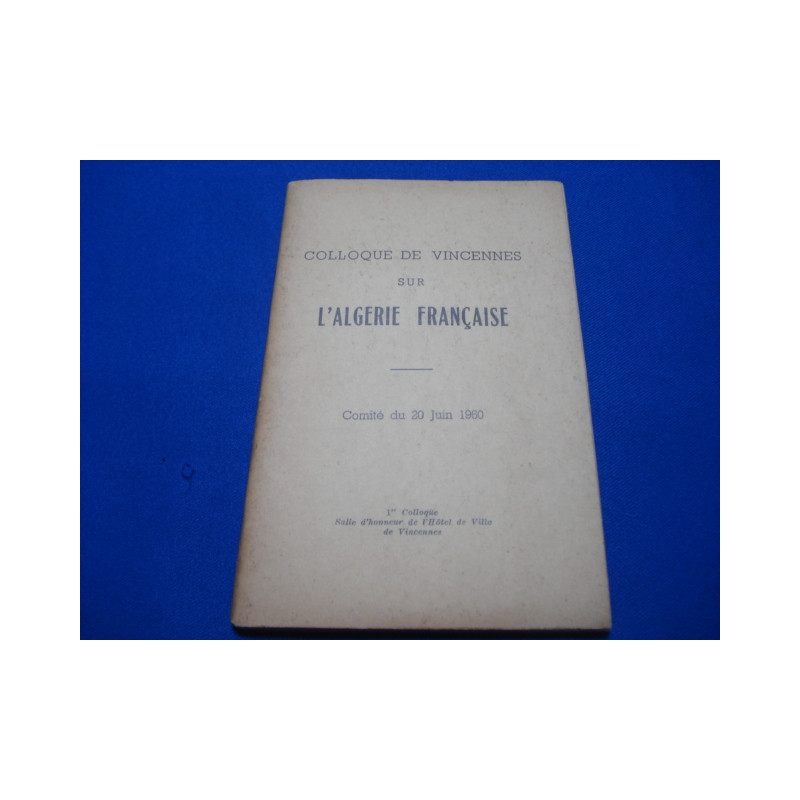 COLLOQUE DE VINCENNES
SUR
L'ALGERIE FRANÇAISE
Comité du 20 Juin 1960
1er Colloque
Salle d'honneur de l'Hôtel de Ville
de Vincennes